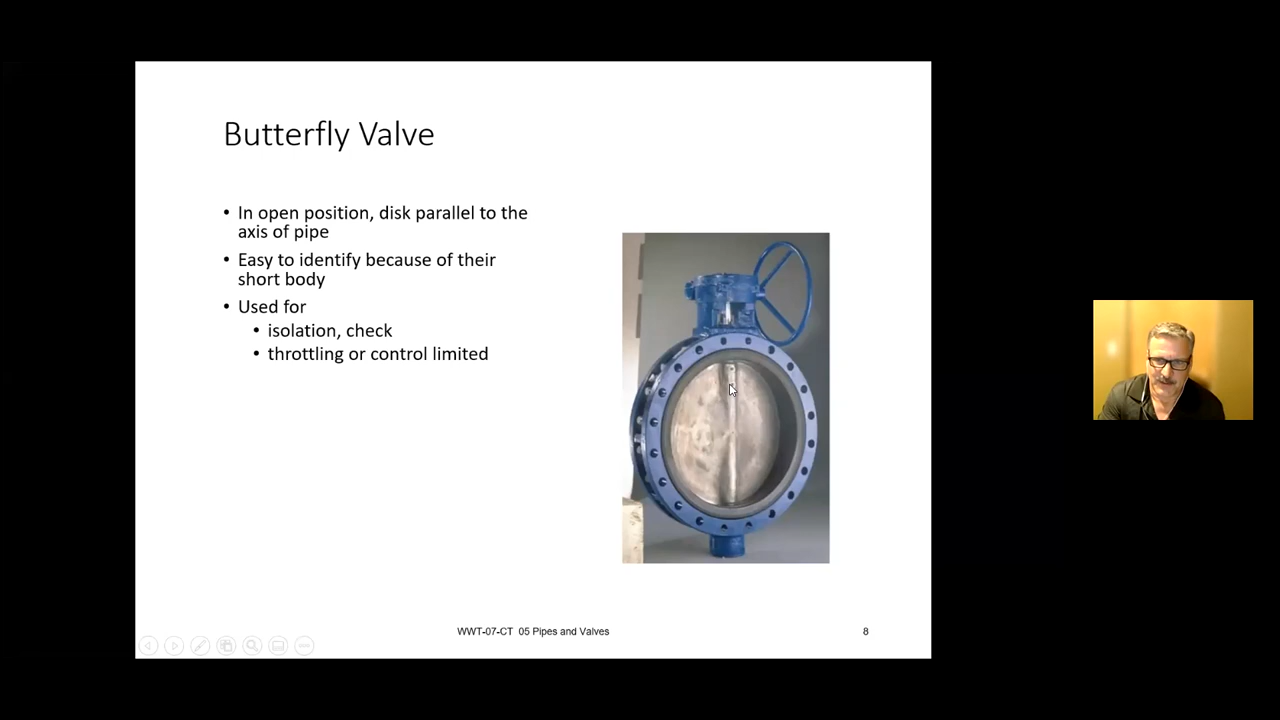 Butterfly Valve
• In open position, disk parallel to the
axis of pipe
• Easy to identify because of their
short body
• Used for
• isolation, check
• throttling or control limited
WWT-07-CT 05 Pipes and Valves
8